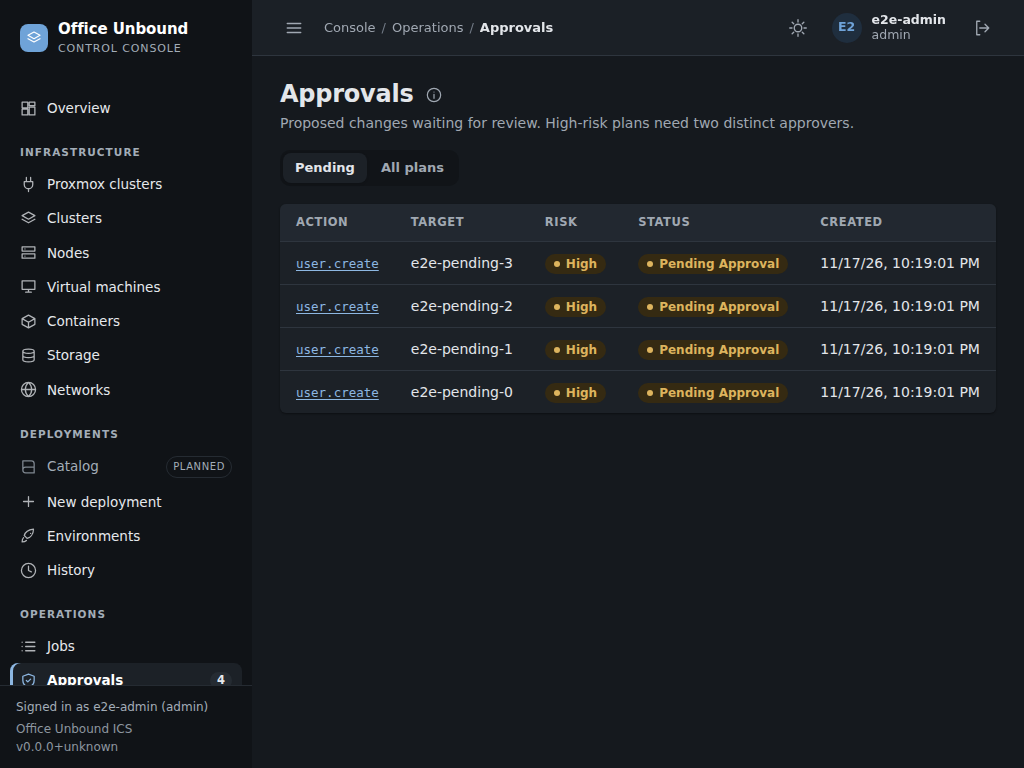 Office Unbound
CONTROL CONSOLE
Overview
INFRASTRUCTURE
Proxmox clusters
Clusters
Nodes
Virtual machines
Containers
Storage
Networks
DEPLOYMENTS
Catalog PLANNED
New deployment
Environments
History
OPERATIONS
Jobs
Approvals 4
Signed in as e2e-admin (admin)
Office Unbound ICS
v0.0.0+unknown
Console / Operations / Approvals
E2 e2e-admin
admin
Approvals
Proposed changes waiting for review. High-risk plans need two distinct approvers.
Pending All plans
ACTION TARGET RISK STATUS CREATED
user.create e2e-pending-3 High Pending Approval 11/17/26, 10:19:01 PM
user.create e2e-pending-2 High Pending Approval 11/17/26, 10:19:01 PM
user.create e2e-pending-1 High Pending Approval 11/17/26, 10:19:01 PM
user.create e2e-pending-0 High Pending Approval 11/17/26, 10:19:01 PM